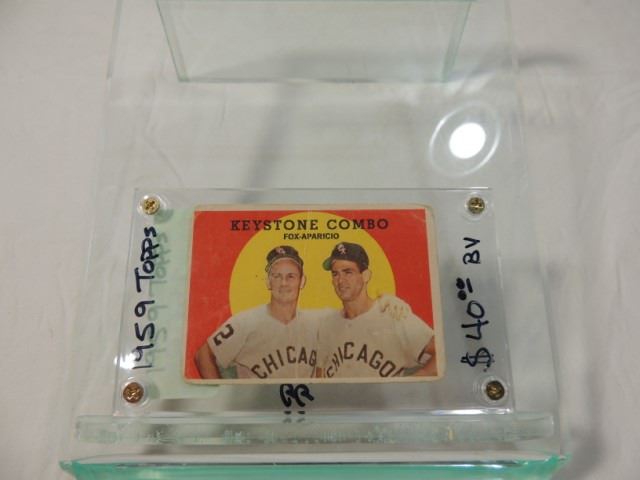 KEYSTONE COMBO
FOX-APARICIO
CHICAGO
CHICAGO
2
1959 TOPPS
$40.00 BV